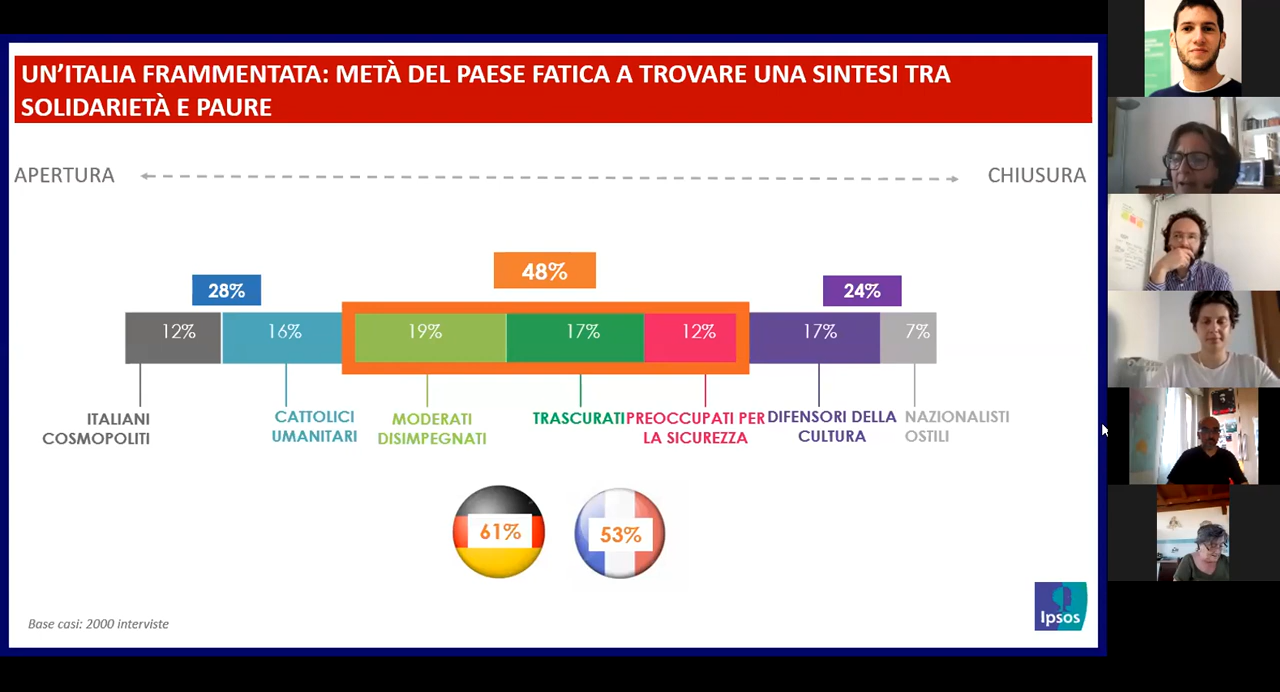 UN’ITALIA FRAMMENTATA: METÀ DEL PAESE FATICA A TROVARE UNA SINTESI TRA
SOLIDARIETÀ E PAURE
APERTURA
CHIUSURA
48%
28%
24%
12%
16%
19%
17%
12%
17%
7%
ITALIANI
COSMOPOLITI
CATTOLICI
UMANITARI
MODERATI
DISIMPEGNATI
TRASCURATI
PREOCCUPATI PER
LA SICUREZZA
DIFENSORI DELLA
CULTURA
NAZIONALISTI
OSTILI
61%
53%
Base casi: 2000 interviste
Ipsos